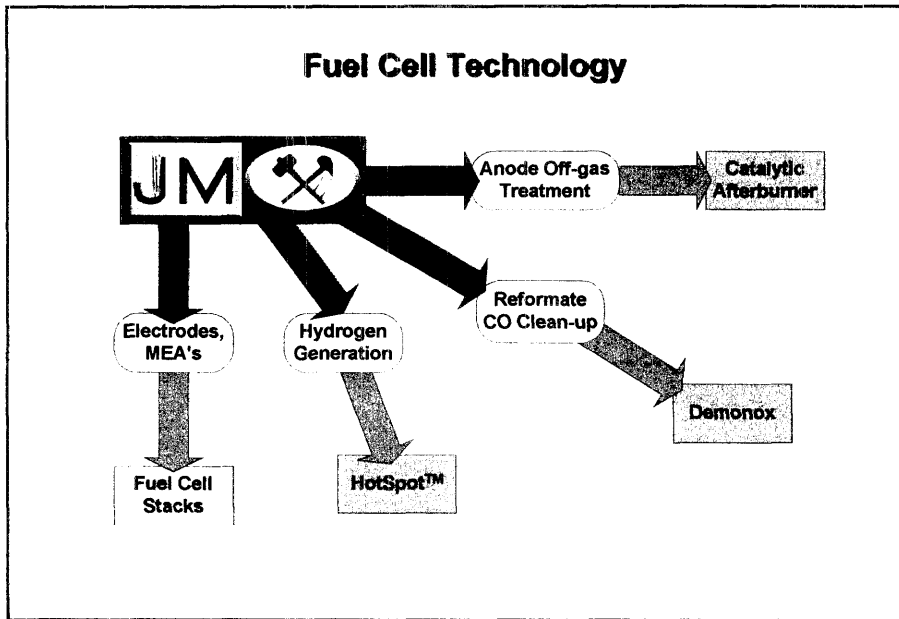 Fuel Cell Technology
JM
Anode Off-gas
Treatment
Catalytic
Afterburner
Reformate
CO Clean-up
Electrodes,
MEA's
Hydrogen
Generation
Demonox
Fuel Cell
Stacks
HotSpot™